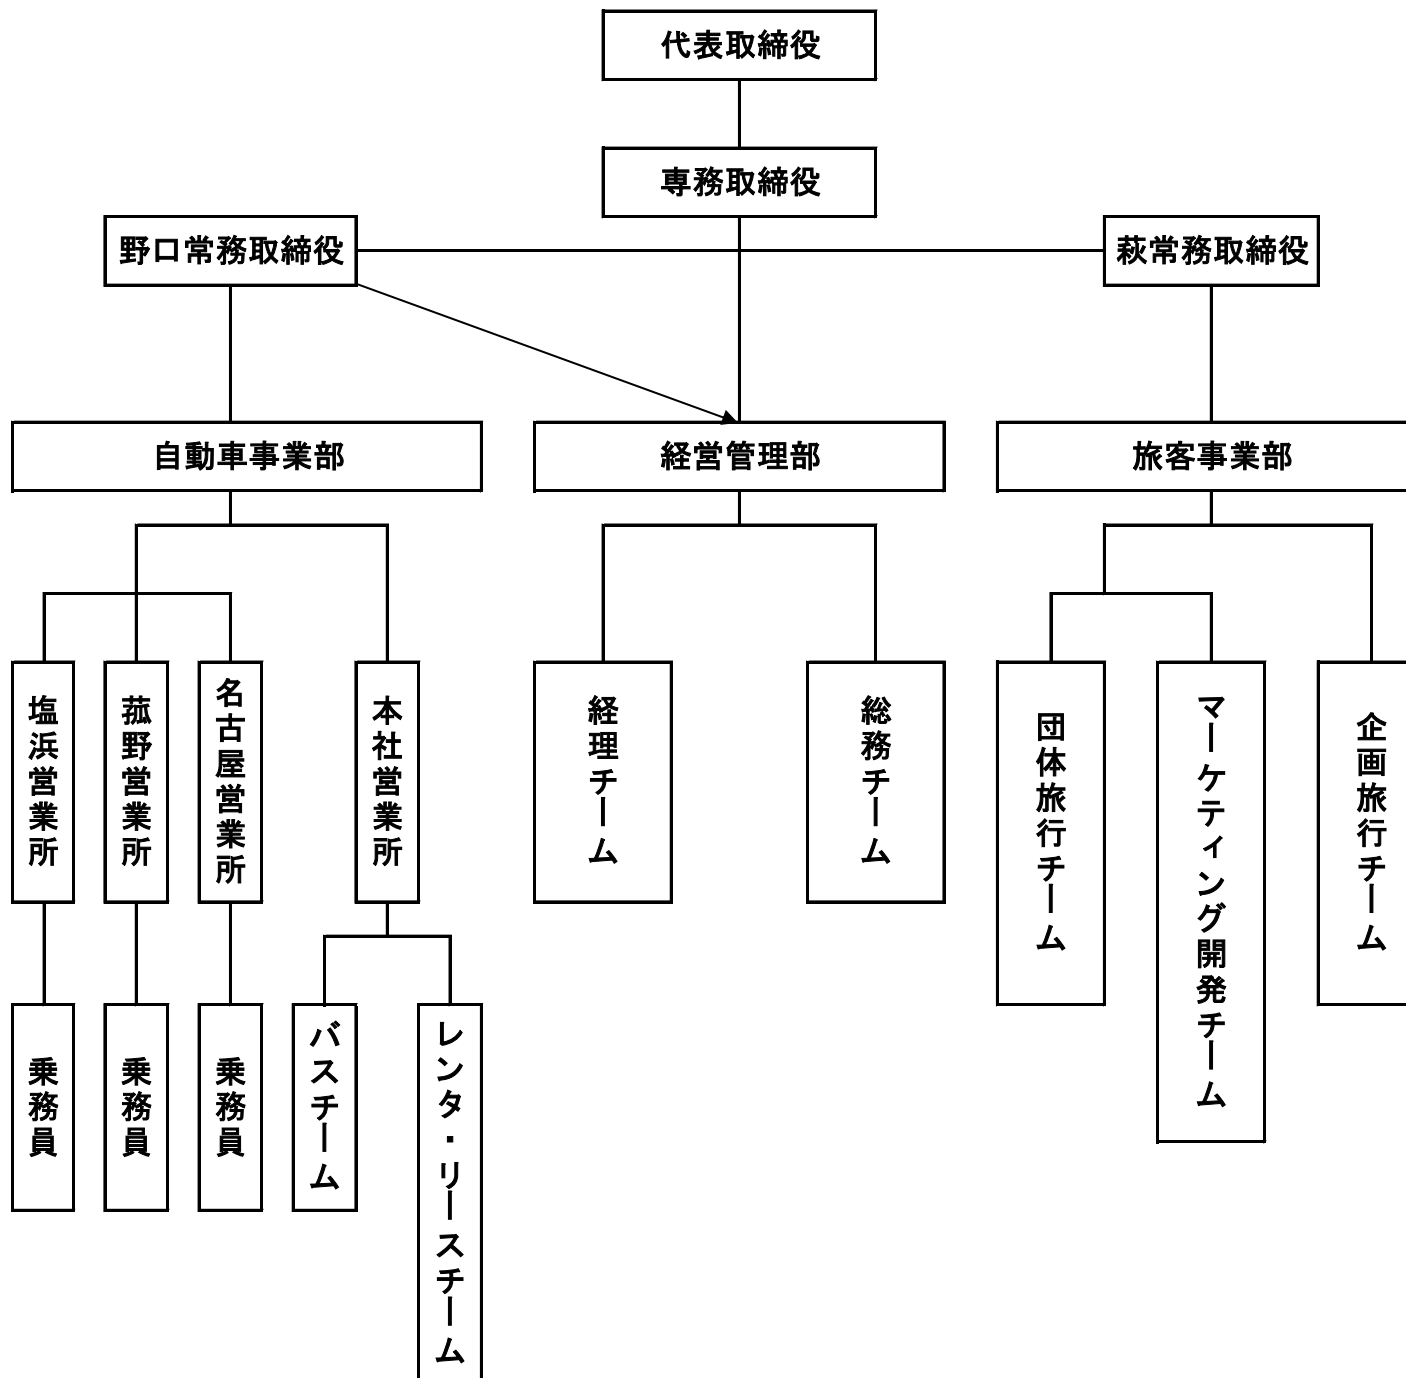 代表取締役
専務取締役
野口常務取締役
萩常務取締役
自動車事業部
経営管理部
旅客事業部
塩浜営業所
菰野営業所
名古屋営業所
本社営業所
経理チーム
総務チーム
団体旅行チーム
マーケティング開発チーム
企画旅行チーム
乗務員
乗務員
乗務員
バスチーム
レンタ・リースチーム